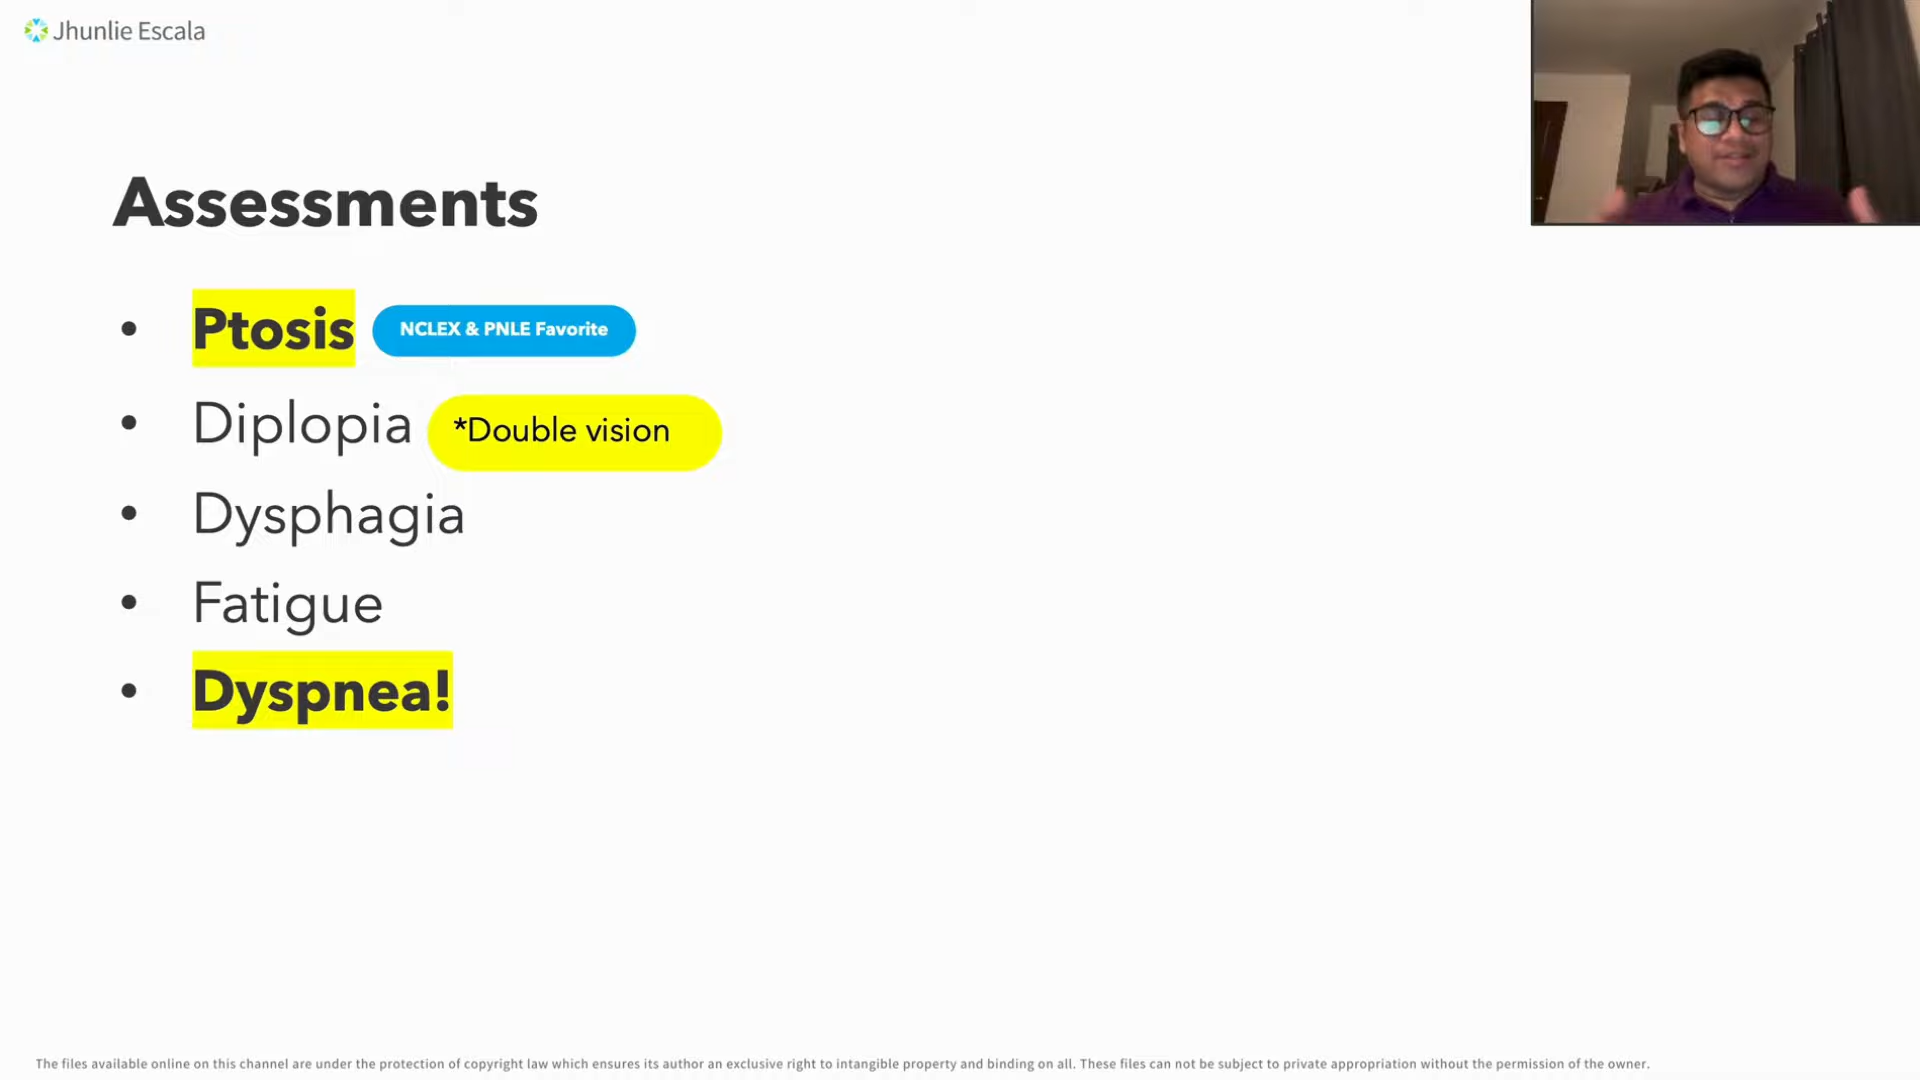 Jhunlie Escala
Assessments
• Ptosis NCLEX & PNLE Favorite
• Diplopia *Double vision
• Dysphagia
• Fatigue
• Dyspnea!
The files available online on this channel are under the protection of copyright law which ensures its author an exclusive right to intangible property and binding on all. These files can not be subject to private appropriation without the permission of the owner.